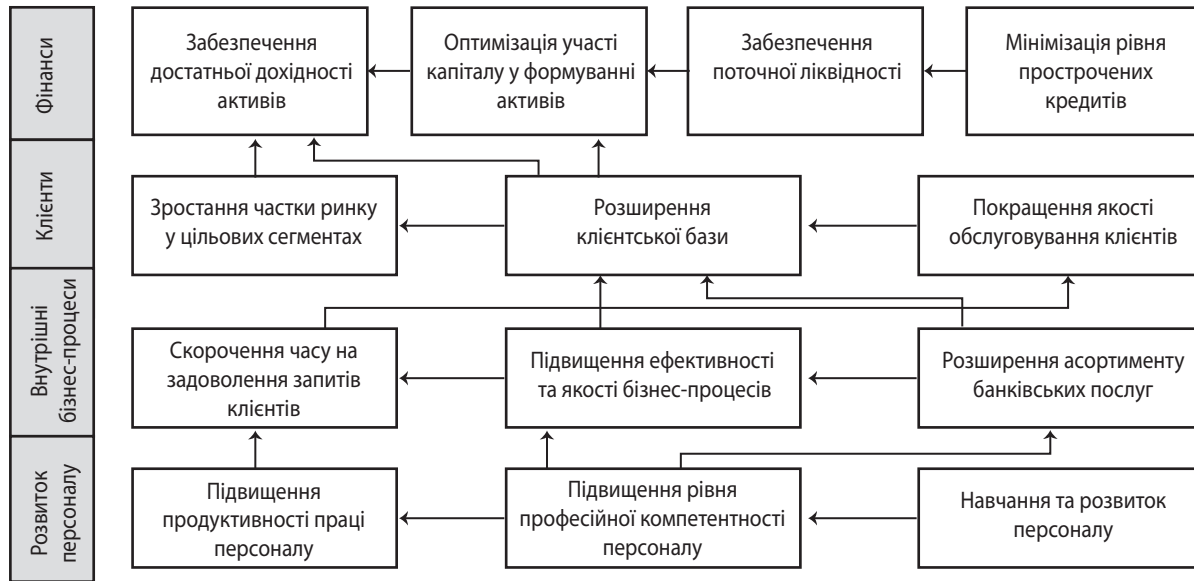 Фінанси
Забезпечення
достатньої дохідності
активів
Оптимізація участі
капіталу у формуванні
активів
Забезпечення
поточної ліквідності
Мінімізація рівня
прострочених
кредитів
Клієнти
Зростання частки ринку
у цільових сегментах
Розширення
клієнтської бази
Покращення якості
обслуговування клієнтів
Внутрішні
бізнес-процеси
Скорочення часу на
задоволення запитів
клієнтів
Підвищення ефективності
та якості бізнес-процесів
Розширення асортименту
банківських послуг
Розвиток
персоналу
Підвищення
продуктивності праці
персоналу
Підвищення рівня
професійної компетентності
персоналу
Навчання та розвиток
персоналу